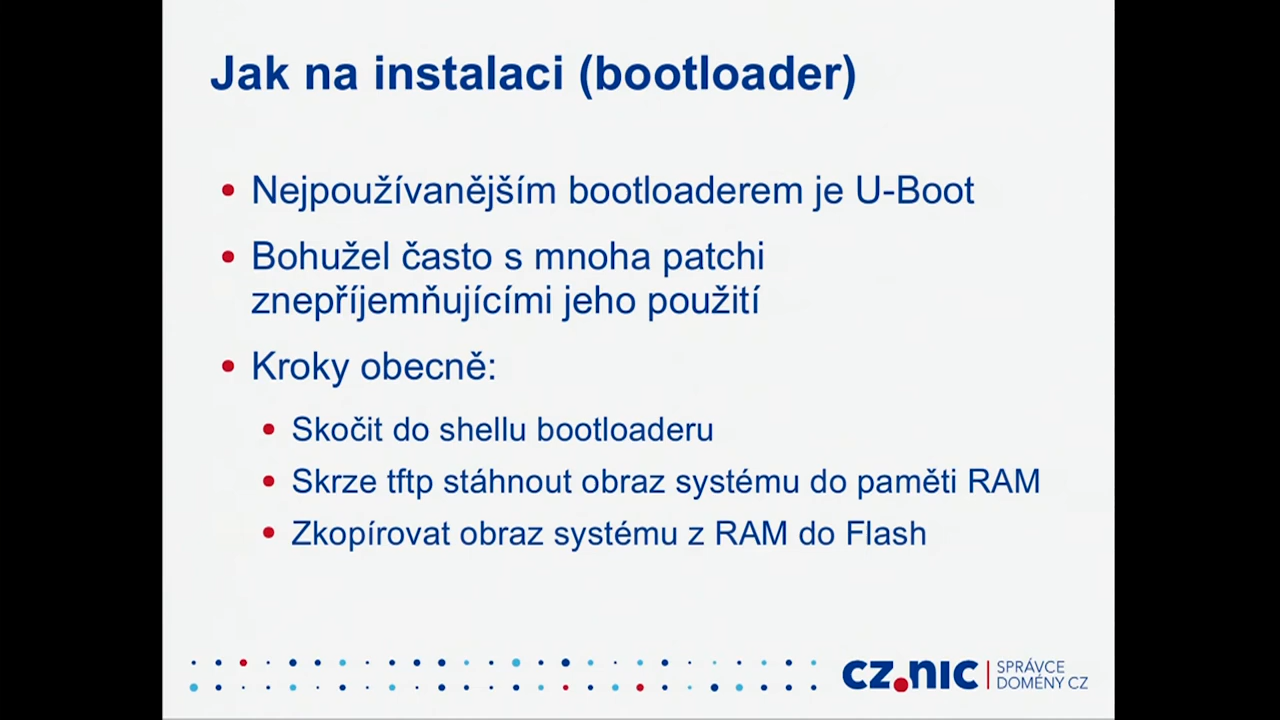 Jak na instalaci (bootloader)
Nejpoužívanějším bootloaderem je U-Boot
Bohužel často s mnoha patchi
znepříjemňujícími jeho použití
Kroky obecně:
Skočit do shellu bootloaderu
Skrze tftp stáhnout obraz systému do paměti RAM
Zkopírovat obraz systému z RAM do Flash
CZ.NIC
SPRÁVCE
DOMÉNY CZ